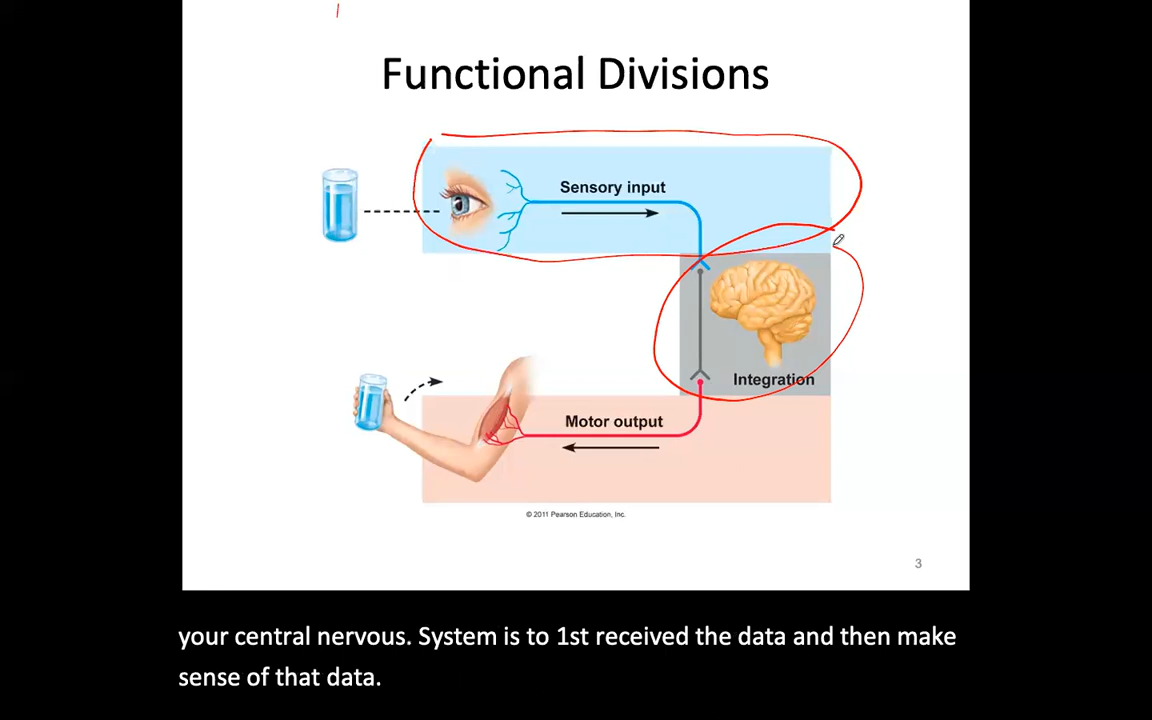 Functional Divisions
Sensory input
Integration
Motor output
© 2011 Pearson Education, Inc.
3
your central nervous. System is to 1st received the data and then make
sense of that data.